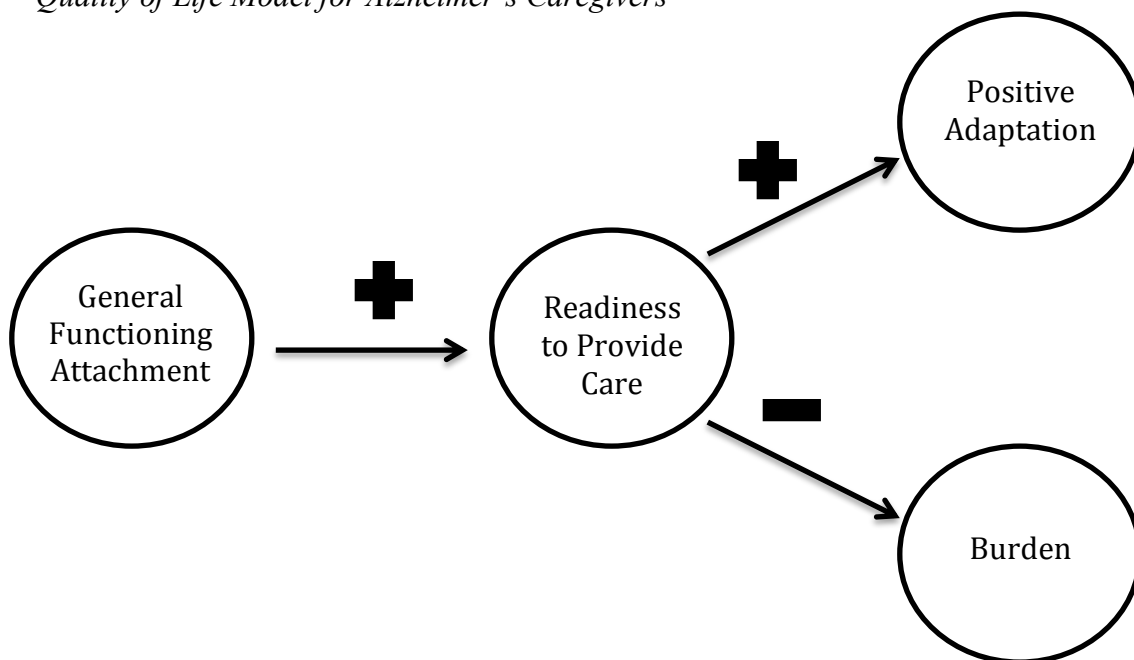 Quality of Life Model for Alzheimer's Caregivers
Positive
Adaptation
General
Functioning
Attachment
Readiness
to Provide
Care
Burden